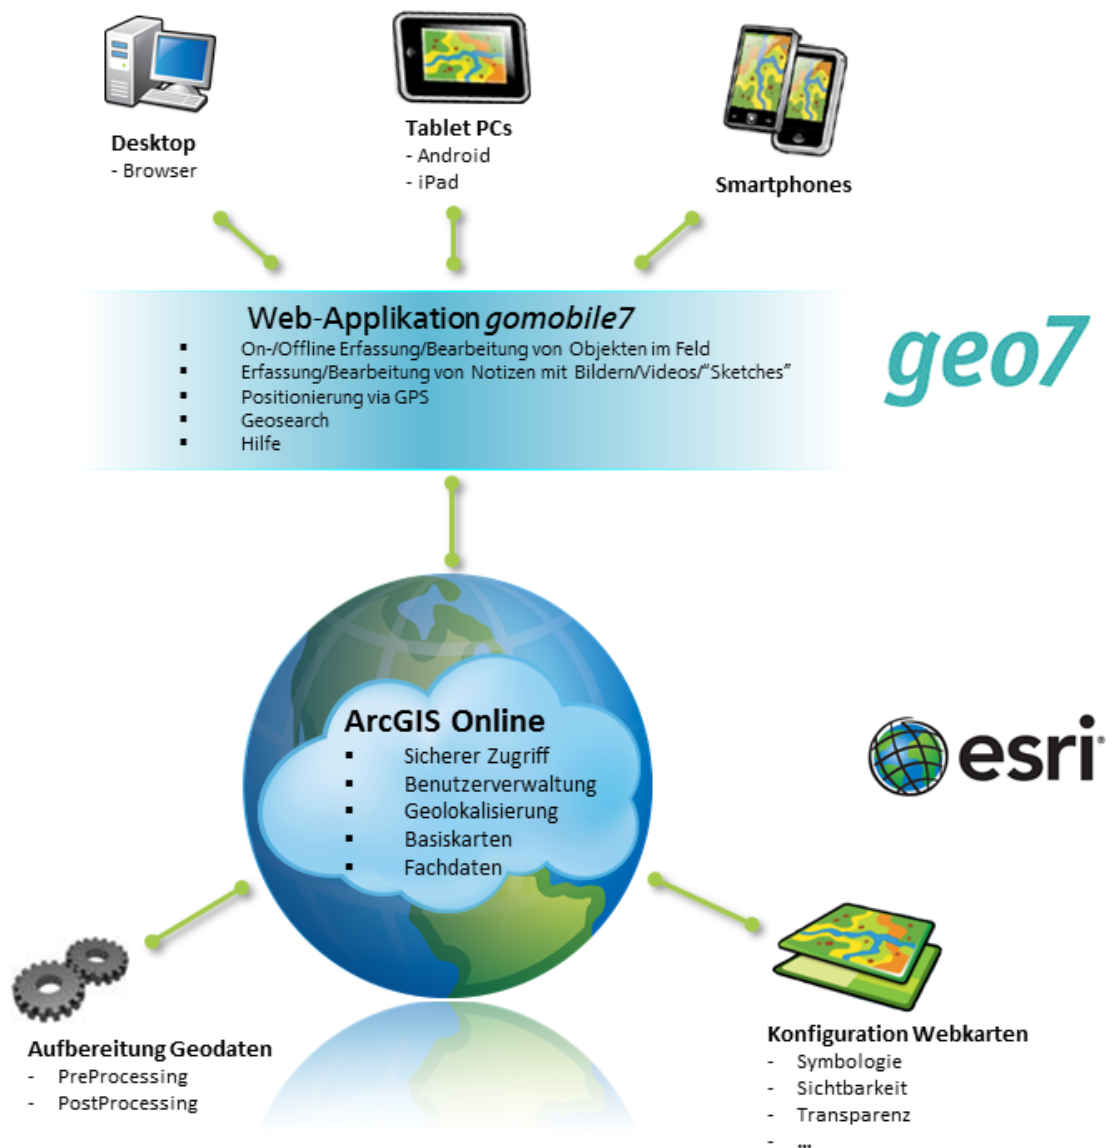 Desktop
- Browser
Tablet PCs
- Android
- iPad
Smartphones
Web-Applikation gomobile7
▪ On-/Offline Erfassung/Bearbeitung von Objekten im Feld
▪ Erfassung/Bearbeitung von Notizen mit Bildern/Videos/“Sketches”
▪ Positionierung via GPS
▪ Geosearch
▪ Hilfe
geo7
ArcGIS Online
▪ Sicherer Zugriff
▪ Benutzerverwaltung
▪ Geolokalisierung
▪ Basiskarten
▪ Fachdaten
esri
Aufbereitung Geodaten
- PreProcessing
- PostProcessing
Konfiguration Webkarten
- Symbologie
- Sichtbarkeit
- Transparenz
- ...